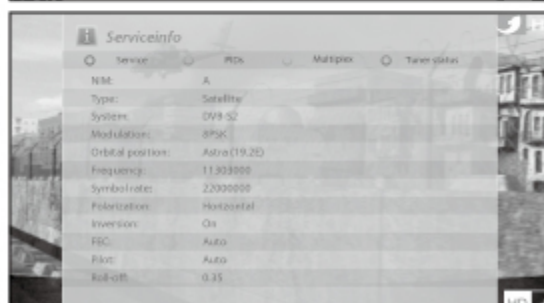 Serviceinfo
Service PIDs Multiplex Tuner status
NIM: A
Type: Satellite
System: DVB-S2
Modulation: 8PSK
Orbital position: Astra (19.2E)
Frequency: 11303000
Symbolrate: 22000000
Polarization: Horizontal
Inversion: On
FEC: Auto
Pilot: Auto
Roll-off: 0.35
HD